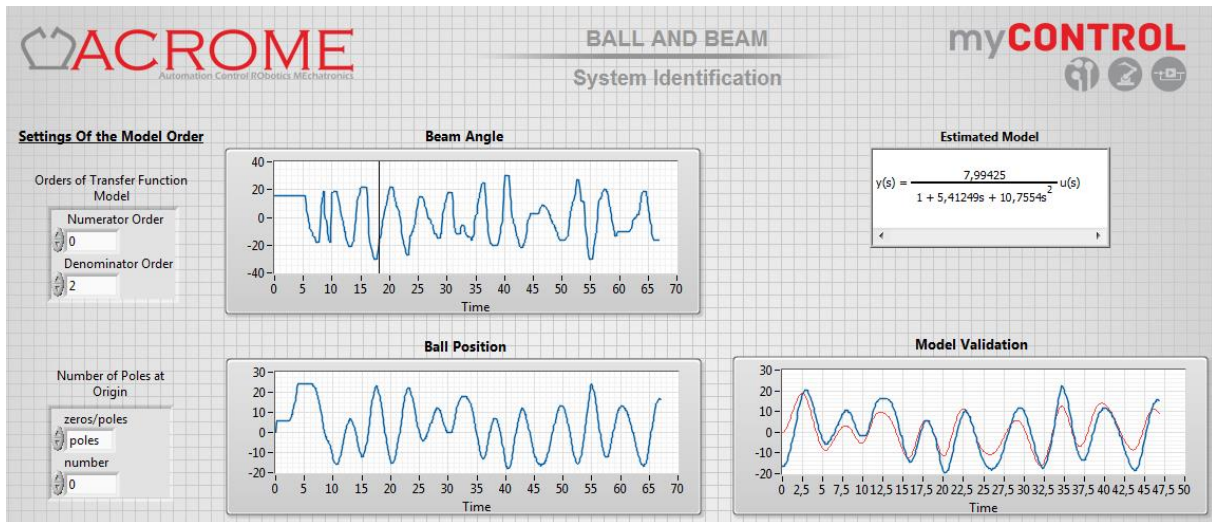 ACROME
Automation Control RObotics MEchatronics
BALL AND BEAM
System Identification
myCONTROL
Settings Of the Model Order
Orders of Transfer Function
Model
Numerator Order
0
Denominator Order
2
Beam Angle
40
20
0
-20
-40
0 5 10 15 20 25 30 35 40 45 50 55 60 65 70
Time
Estimated Model
y(s) = 7,99425 / 1 + 5,41249s + 10,7554s² u(s)
Number of Poles at
Origin
zeros/poles
poles
number
0
Ball Position
30
20
10
0
-10
-20
0 5 10 15 20 25 30 35 40 45 50 55 60 65 70
Time
Model Validation
30
20
10
0
-10
-20
0 2,5 5 7,5 10 12,5 15 17,5 20 22,5 25 27,5 30 32,5 35 37,5 40 42,5 45 47,5 50
Time